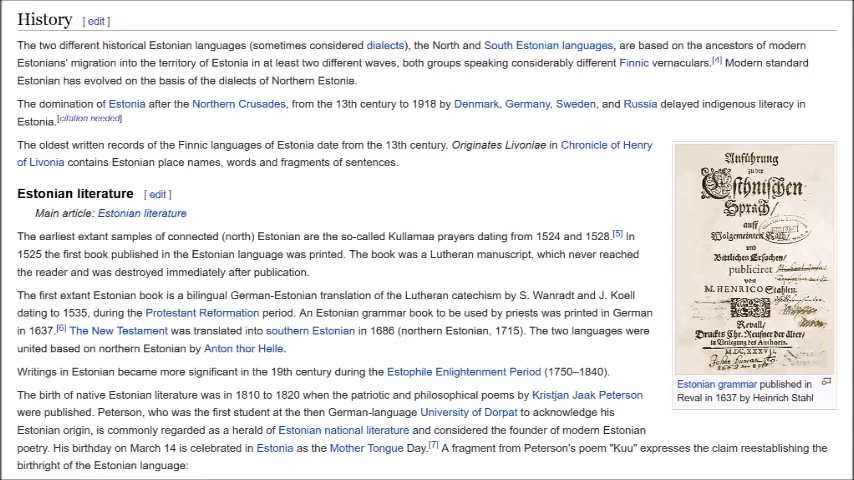 History [ edit ]
The two different historical Estonian languages (sometimes considered dialects), the North and South Estonian languages, are based on the ancestors of modern
Estonians' migration into the territory of Estonia in at least two different waves, both groups speaking considerably different Finnic vernaculars.[4] Modern standard
Estonian has evolved on the basis of the dialects of Northern Estonia.
The domination of Estonia after the Northern Crusades, from the 13th century to 1918 by Denmark, Germany, Sweden, and Russia delayed indigenous literacy in
Estonia.[citation needed]
The oldest written records of the Finnic languages of Estonia date from the 13th century. Originates Livoniae in Chronicle of Henry
of Livonia contains Estonian place names, words and fragments of sentences.
Estonian literature [ edit ]
Main article: Estonian literature
The earliest extant samples of connected (north) Estonian are the so-called Kullamaa prayers dating from 1524 and 1528.[5] In
1525 the first book published in the Estonian language was printed. The book was a Lutheran manuscript, which never reached
the reader and was destroyed immediately after publication.
The first extant Estonian book is a bilingual German-Estonian translation of the Lutheran catechism by S. Wanradt and J. Koell
dating to 1535, during the Protestant Reformation period. An Estonian grammar book to be used by priests was printed in German
in 1637.[6] The New Testament was translated into southern Estonian in 1686 (northern Estonian, 1715). The two languages were
united based on northern Estonian by Anton thor Helle.
Writings in Estonian became more significant in the 19th century during the Estophile Enlightenment Period (1750–1840).
The birth of native Estonian literature was in 1810 to 1820 when the patriotic and philosophical poems by Kristjan Jaak Peterson
were published. Peterson, who was the first student at the then German-language University of Dorpat to acknowledge his
Estonian origin, is commonly regarded as a herald of Estonian national literature and considered the founder of modern Estonian
poetry. His birthday on March 14 is celebrated in Estonia as the Mother Tongue Day.[7] A fragment from Peterson's poem "Kuu" expresses the claim reestablishing the
birthright of the Estonian language:
Anführung
zu der
Esthnischen
Sprach/
auff
Wolgemeinten
und
Bittliches Ersuchen/
publiciret
von
M. HENRICO Stahlen.
Revall/
Druckts Chr. Reusner der älter/
in Verlegung des Authoris.
Estonian grammar published in
Reval in 1637 by Heinrich Stahl